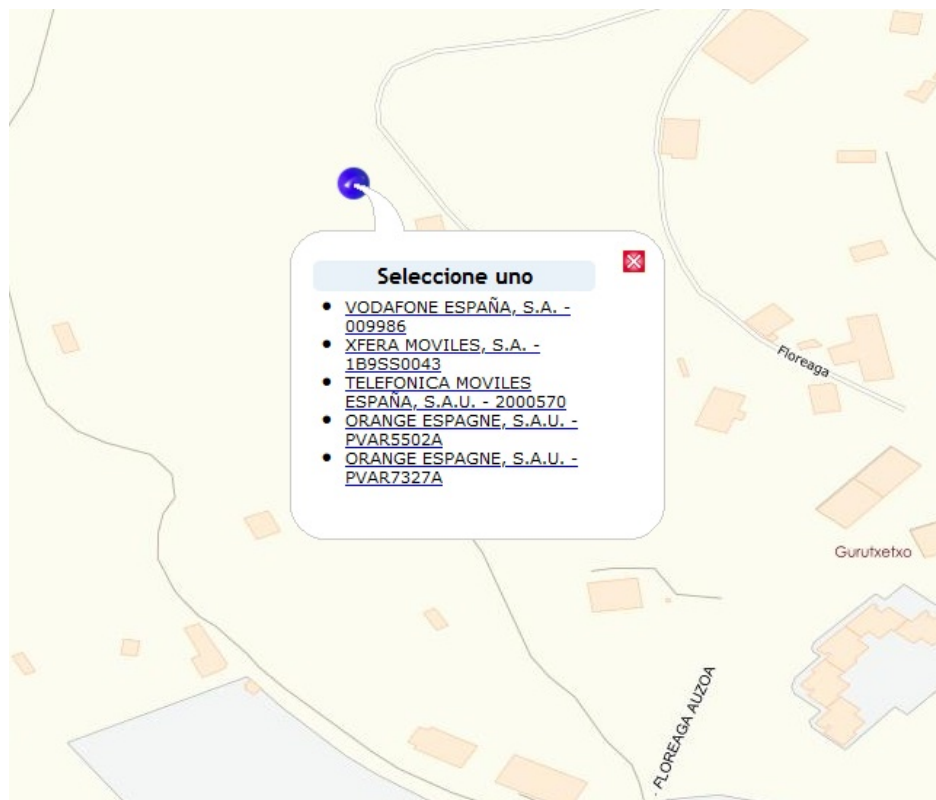 Seleccione uno
VODAFONE ESPAÑA, S.A. -
009986
XFERA MOVILES, S.A. -
1B9SS0043
TELEFONICA MOVILES
ESPAÑA, S.A.U. - 2000570
ORANGE ESPAGNE, S.A.U. -
PVAR5502A
ORANGE ESPAGNE, S.A.U. -
PVAR7327A
Floreaga
Gurutxetxo
- FLOREAGA AUZOA